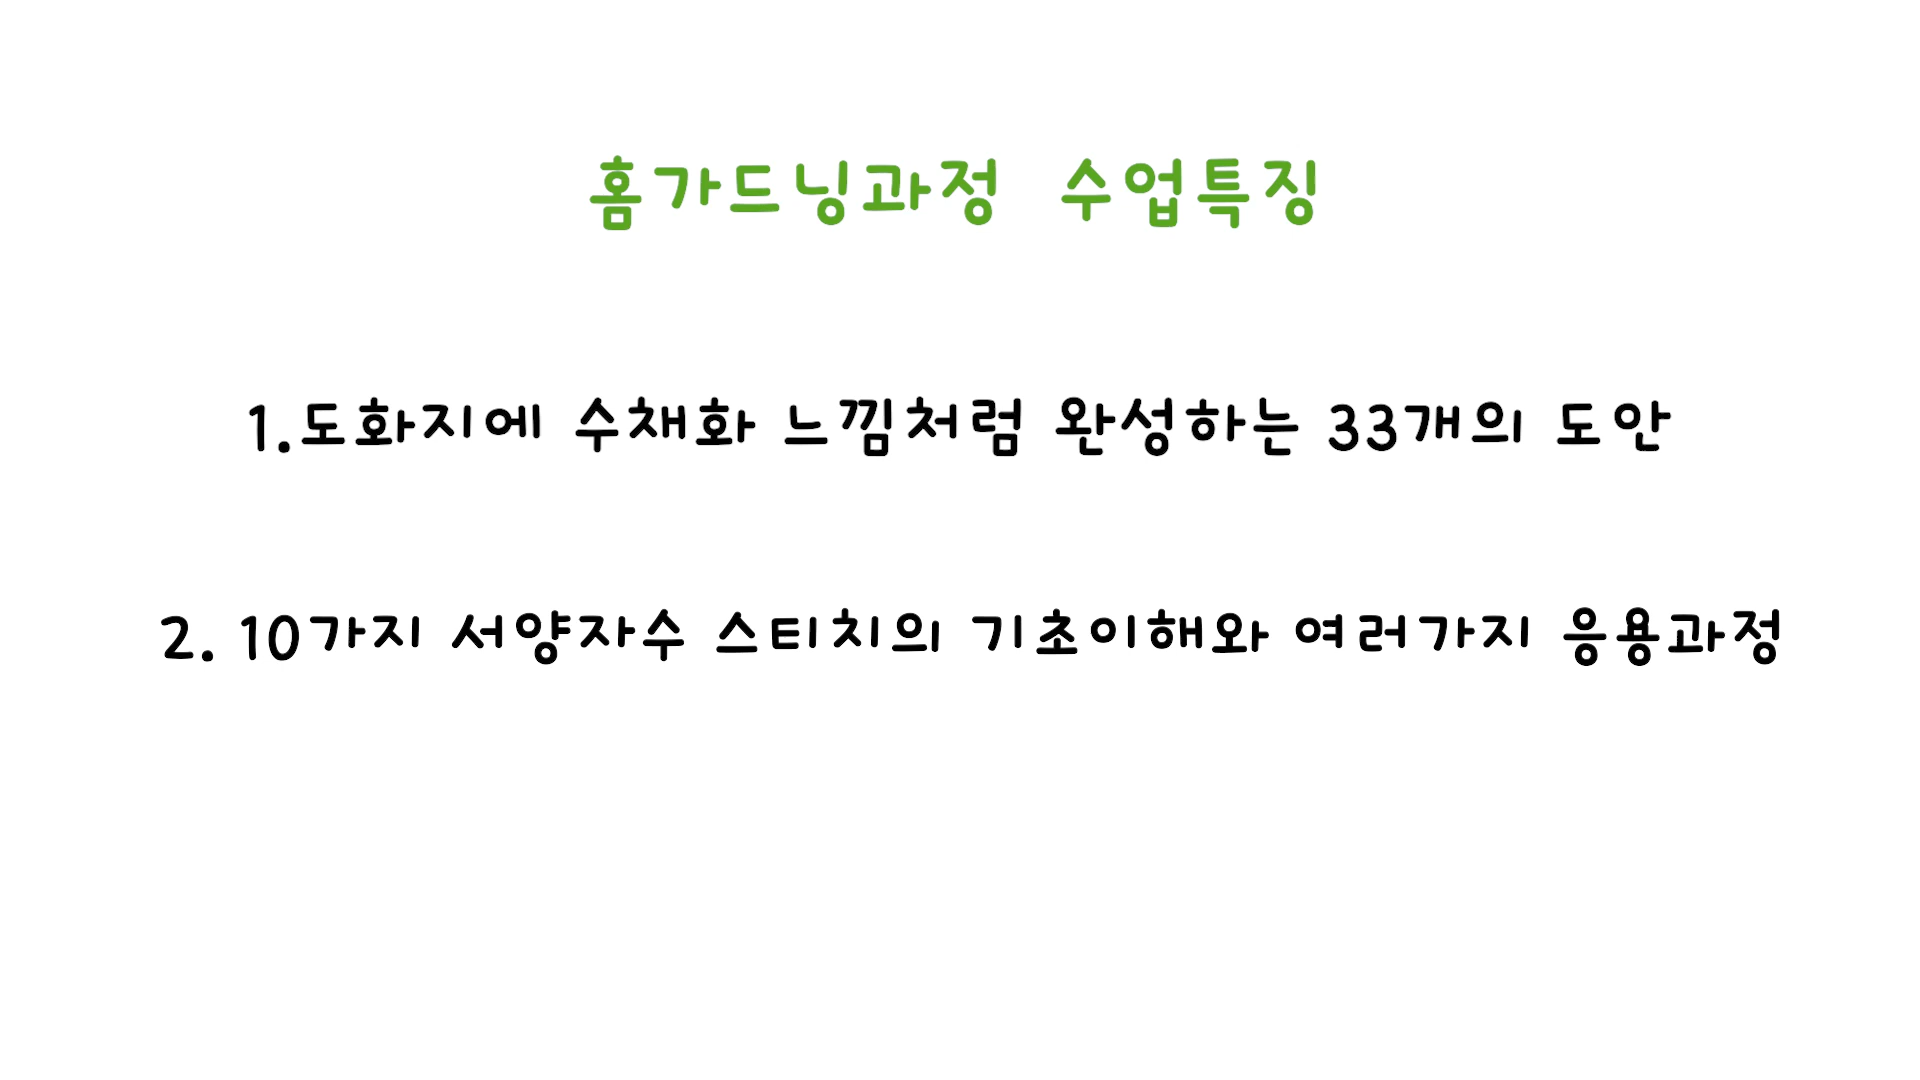 홈가드닝과정 수업특징
1.도화지에 수채화 느낌처럼 완성하는 33개의 도안
2. 10가지 서양자수 스티치의 기초이해와 여러가지 응용과정